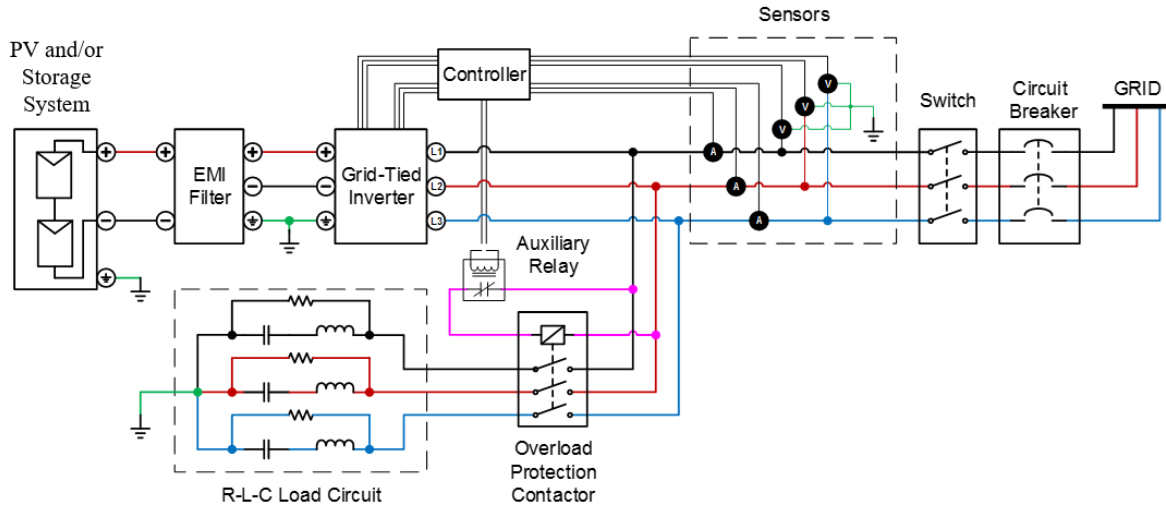 Sensors
PV and/or
Storage
System
Controller
Switch
Circuit
Breaker
GRID
EMI
Filter
Grid-Tied
Inverter
L1
L2
L3
A
A
A
V
V
V
Auxiliary
Relay
R-L-C Load Circuit
Overload
Protection
Contactor